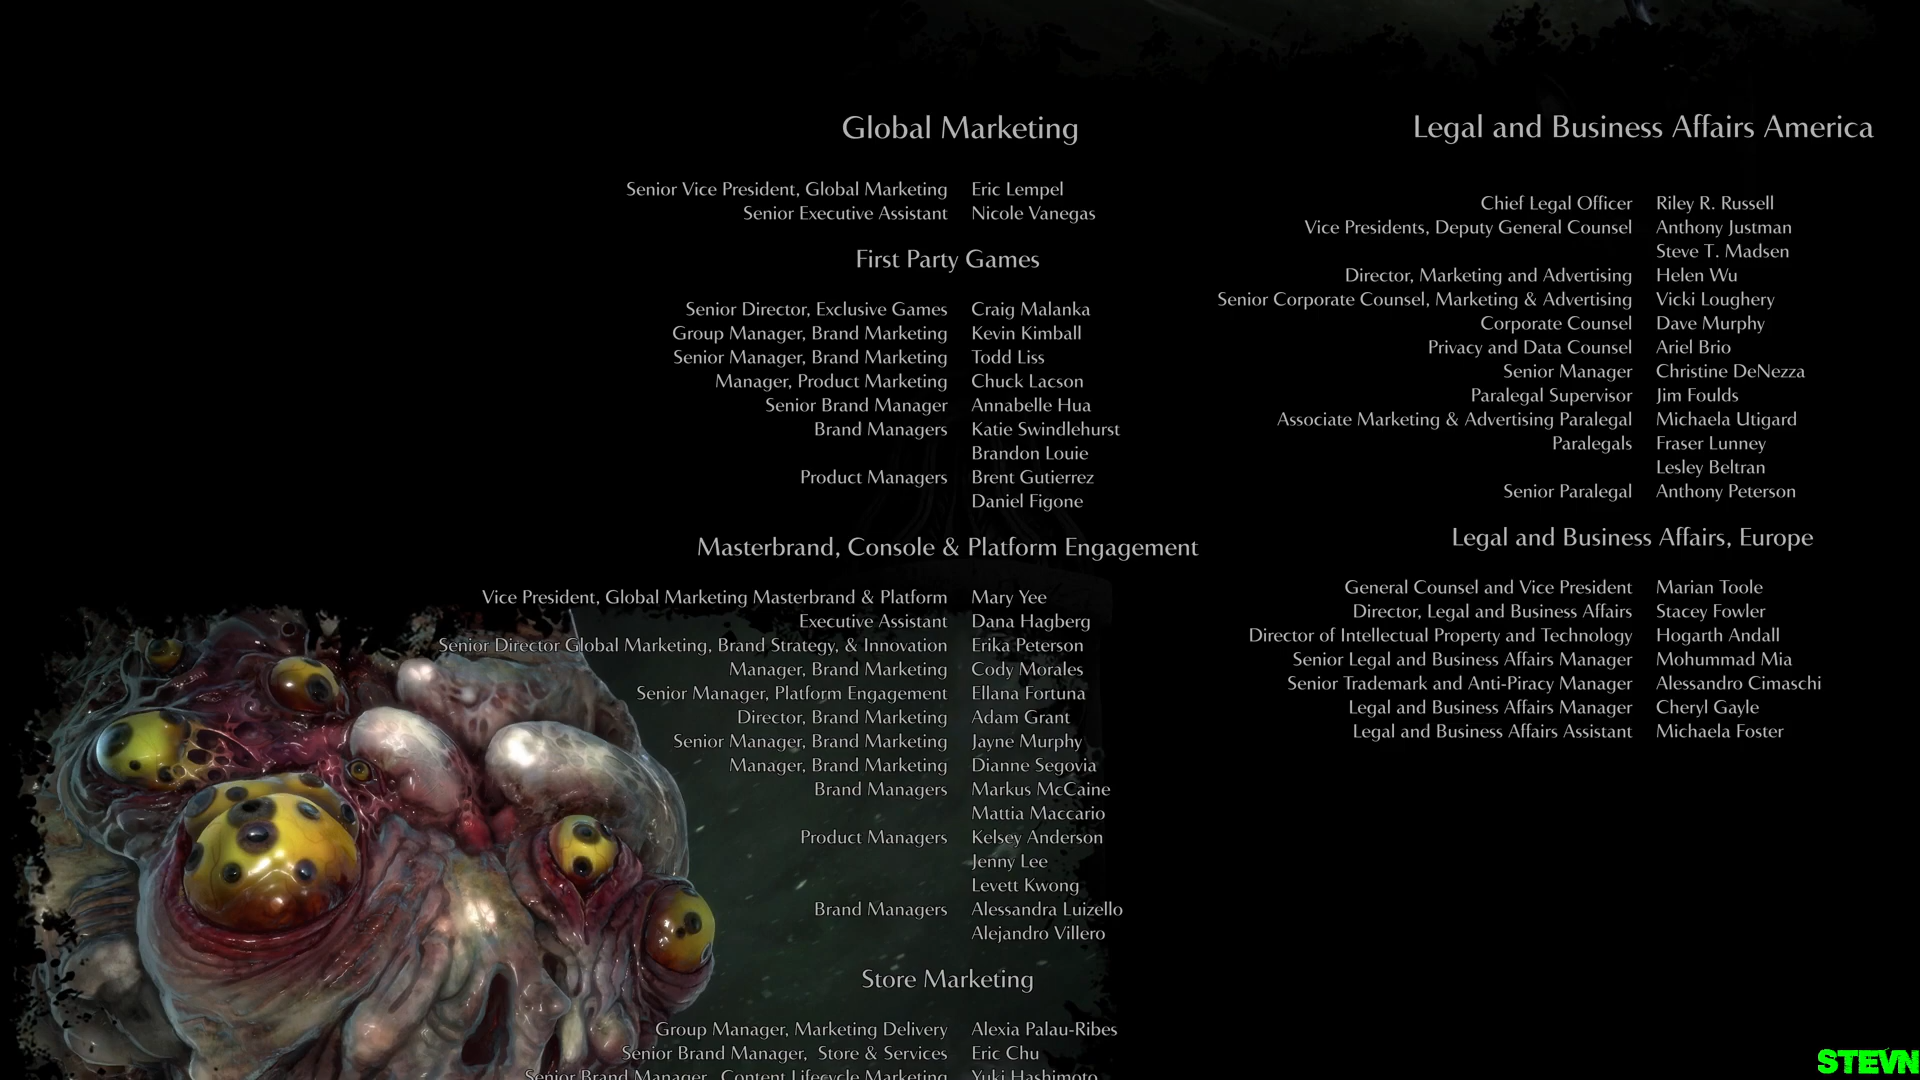 Global Marketing
Senior Vice President, Global Marketing Eric Lempel
Senior Executive Assistant Nicole Vanegas
First Party Games
Senior Director, Exclusive Games Craig Malanka
Group Manager, Brand Marketing Kevin Kimball
Senior Manager, Brand Marketing Todd Liss
Manager, Product Marketing Chuck Lacson
Senior Brand Manager Annabelle Hua
Brand Managers Katie Swindlehurst
Brandon Louie
Product Managers Brent Gutierrez
Daniel Figone
Masterbrand, Console & Platform Engagement
Vice President, Global Marketing Masterbrand & Platform Mary Yee
Executive Assistant Dana Hagberg
Senior Director Global Marketing, Brand Strategy, & Innovation Erika Peterson
Manager, Brand Marketing Cody Morales
Senior Manager, Platform Engagement Ellana Fortuna
Director, Brand Marketing Adam Grant
Senior Manager, Brand Marketing Jayne Murphy
Manager, Brand Marketing Dianne Segovia
Brand Managers Markus McCaine
Mattia Maccario
Product Managers Kelsey Anderson
Jenny Lee
Levett Kwong
Brand Managers Alessandra Luizello
Alejandro Villero
Store Marketing
Group Manager, Marketing Delivery Alexia Palau-Ribes
Senior Brand Manager, Store & Services Eric Chu
Senior Brand Manager, Content Lifecycle Marketing Yuki Hashimoto
Legal and Business Affairs America
Chief Legal Officer Riley R. Russell
Vice Presidents, Deputy General Counsel Anthony Justman
Steve T. Madsen
Director, Marketing and Advertising Helen Wu
Senior Corporate Counsel, Marketing & Advertising Vicki Loughery
Corporate Counsel Dave Murphy
Privacy and Data Counsel Ariel Brio
Senior Manager Christine DeNezza
Paralegal Supervisor Jim Foulds
Associate Marketing & Advertising Paralegal Michaela Utigard
Paralegals Fraser Lunney
Lesley Beltran
Senior Paralegal Anthony Peterson
Legal and Business Affairs, Europe
General Counsel and Vice President Marian Toole
Director, Legal and Business Affairs Stacey Fowler
Director of Intellectual Property and Technology Hogarth Andall
Senior Legal and Business Affairs Manager Mohummad Mia
Senior Trademark and Anti-Piracy Manager Alessandro Cimaschi
Legal and Business Affairs Manager Cheryl Gayle
Legal and Business Affairs Assistant Michaela Foster
STEVN